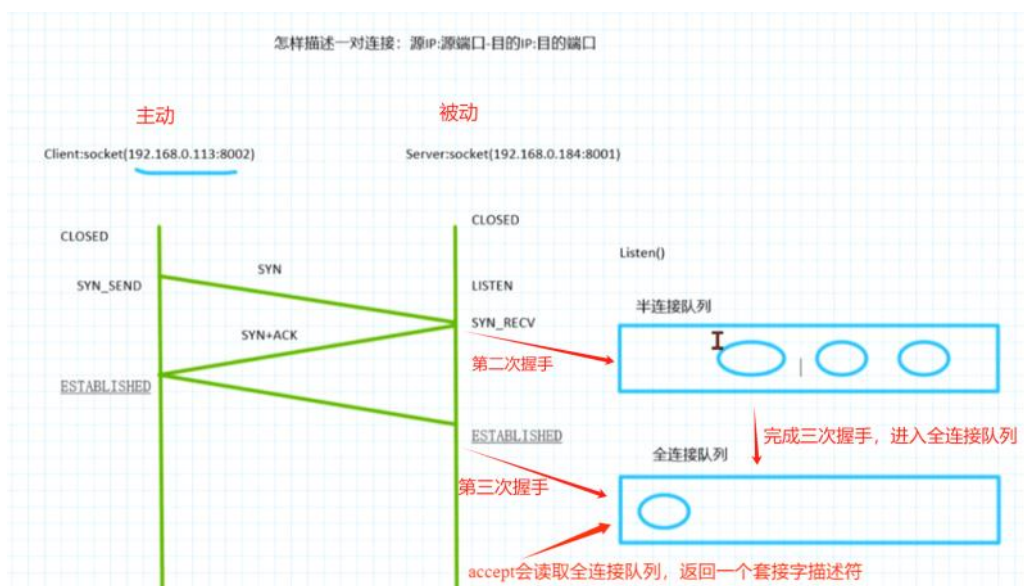 怎样描述一对连接：源IP:源端口-目的IP:目的端口
主动
被动
Client:socket(192.168.0.113:8002)
Server:socket(192.168.0.184:8001)
CLOSED
CLOSED
Listen()
SYN
SYN_SEND
LISTEN
半连接队列
SYN_RECV
SYN+ACK
第二次握手
ESTABLISHED
ESTABLISHED
完成三次握手，进入全连接队列
全连接队列
第三次握手
accept会读取全连接队列，返回一个套接字描述符